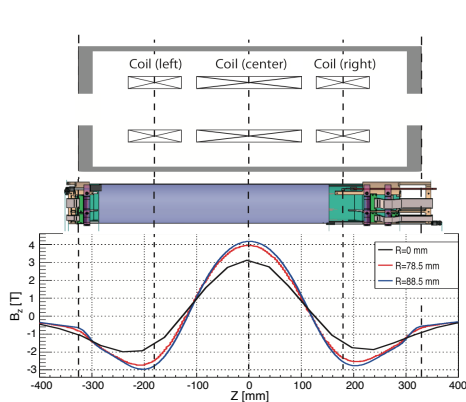 Coil (left) Coil (center) Coil (right)
4
3
2
1
0
-1
-2
-3
B_z [T]
R=0 mm
R=78.5 mm
R=88.5 mm
-400 -300 -200 -100 0 100 200 300 400
Z [mm]